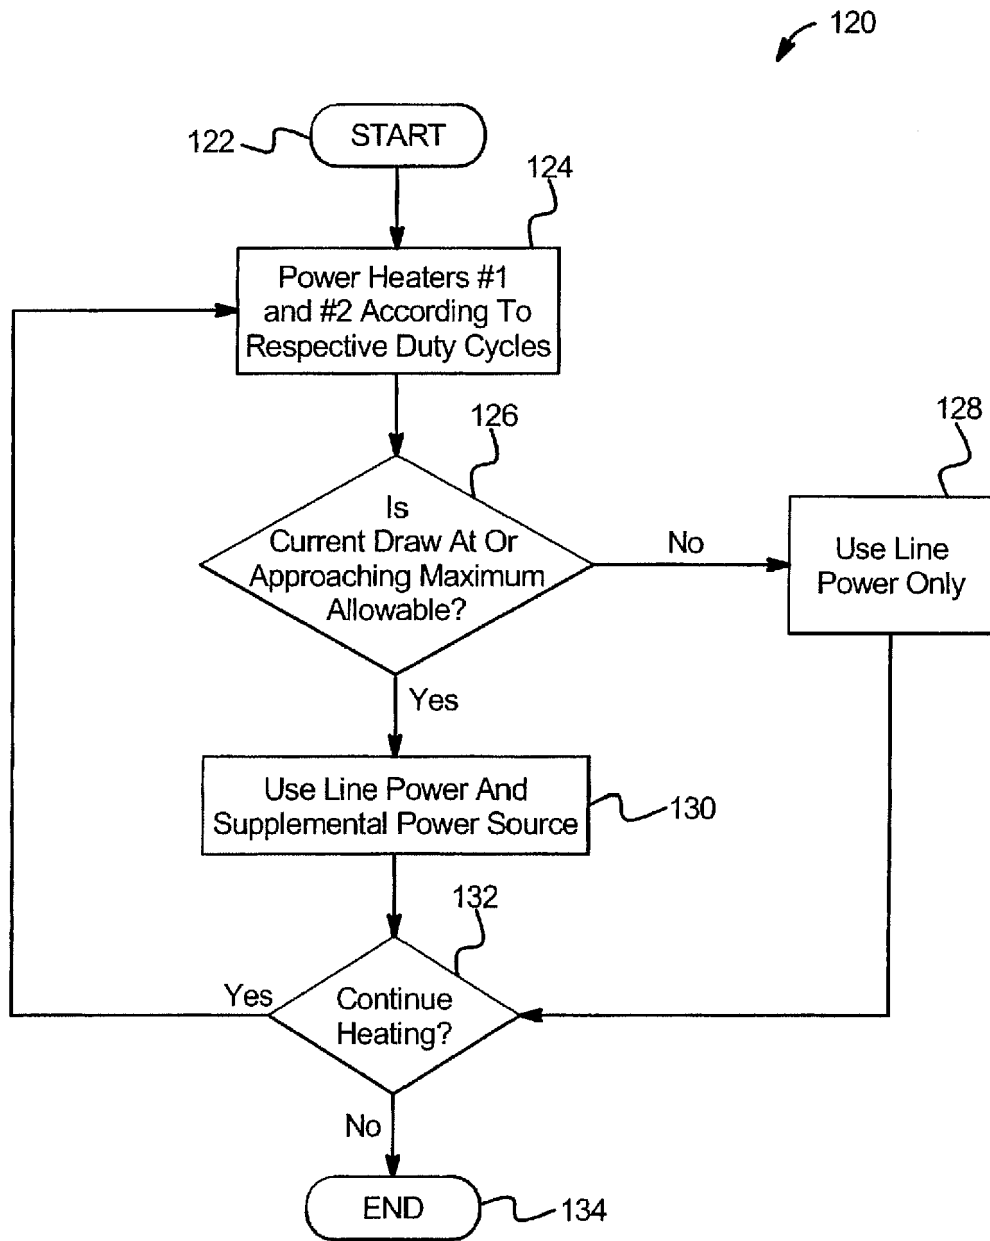 120
START
122
124
Power Heaters #1
and #2 According To
Respective Duty Cycles
126
Is
Current Draw At Or
Approaching Maximum
Allowable?
No
128
Use Line
Power Only
Yes
Use Line Power And
Supplemental Power Source
130
132
Continue
Heating?
Yes
No
END
134